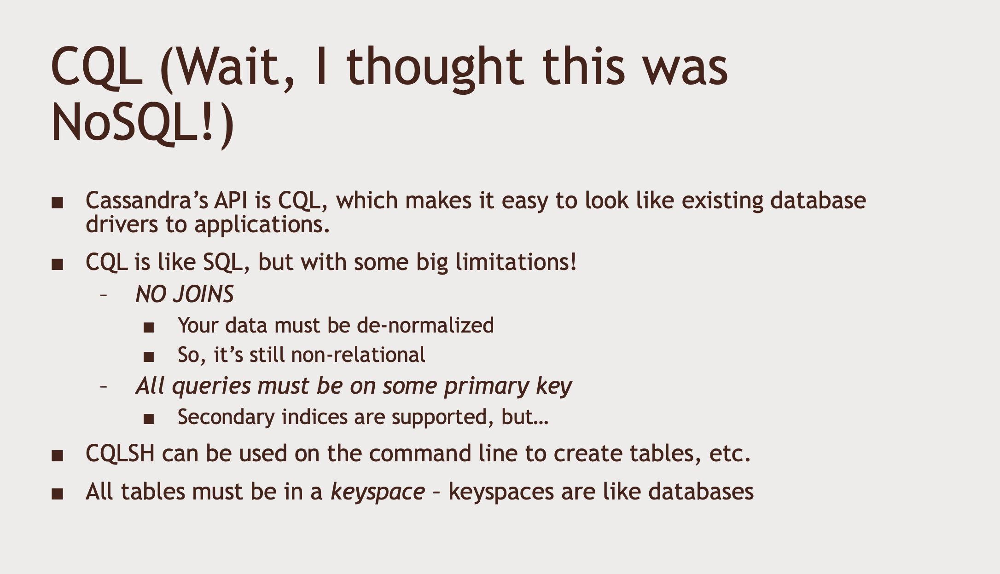 CQL (Wait, I thought this was
NoSQL!)
■ Cassandra’s API is CQL, which makes it easy to look like existing database
drivers to applications.
■ CQL is like SQL, but with some big limitations!
– NO JOINS
■ Your data must be de-normalized
■ So, it’s still non-relational
– All queries must be on some primary key
■ Secondary indices are supported, but…
■ CQLSH can be used on the command line to create tables, etc.
■ All tables must be in a keyspace – keyspaces are like databases